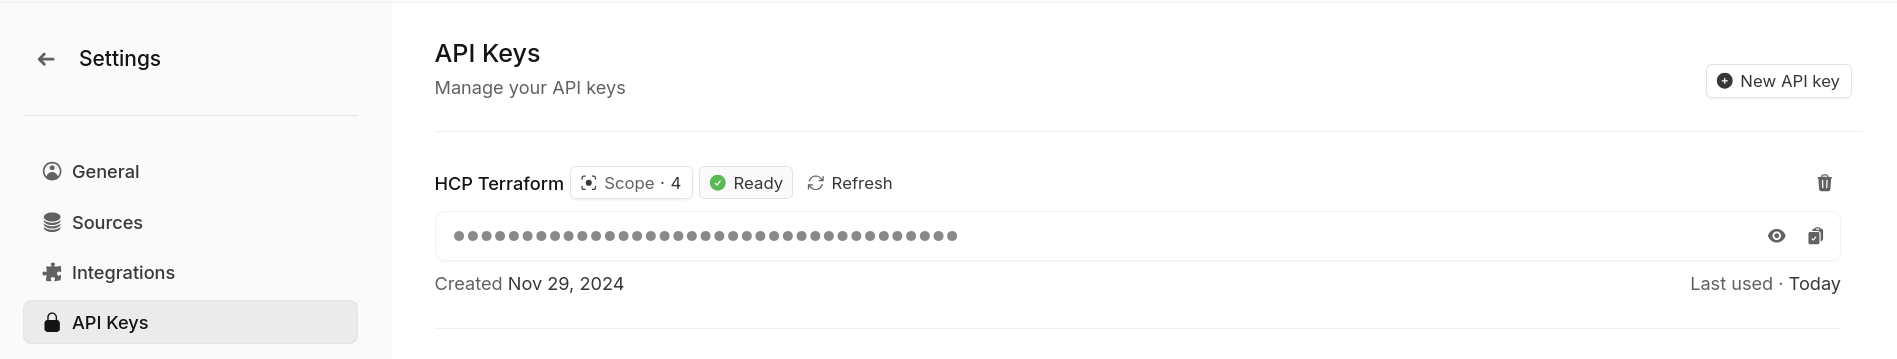 Settings
General
Sources
Integrations
API Keys
API Keys
Manage your API keys
New API key
HCP Terraform Scope · 4 Ready Refresh
Created Nov 29, 2024
Last used · Today